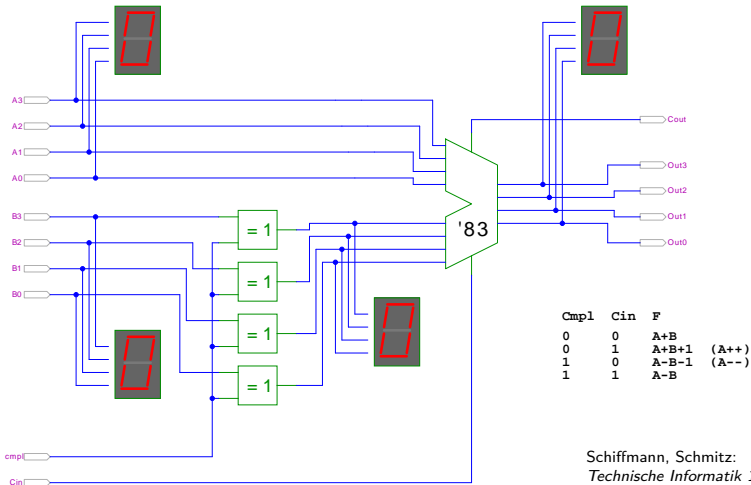 A3
A2
A1
A0
B3
B2
B1
B0
cmpl
Cin
= 1
= 1
= 1
= 1
'83
Cout
Out3
Out2
Out1
Out0
Cmpl Cin F
0 0 A+B
0 1 A+B+1 (A++)
1 0 A-B-1 (A--)
1 1 A-B
Schiffmann, Schmitz:
Technische Informatik